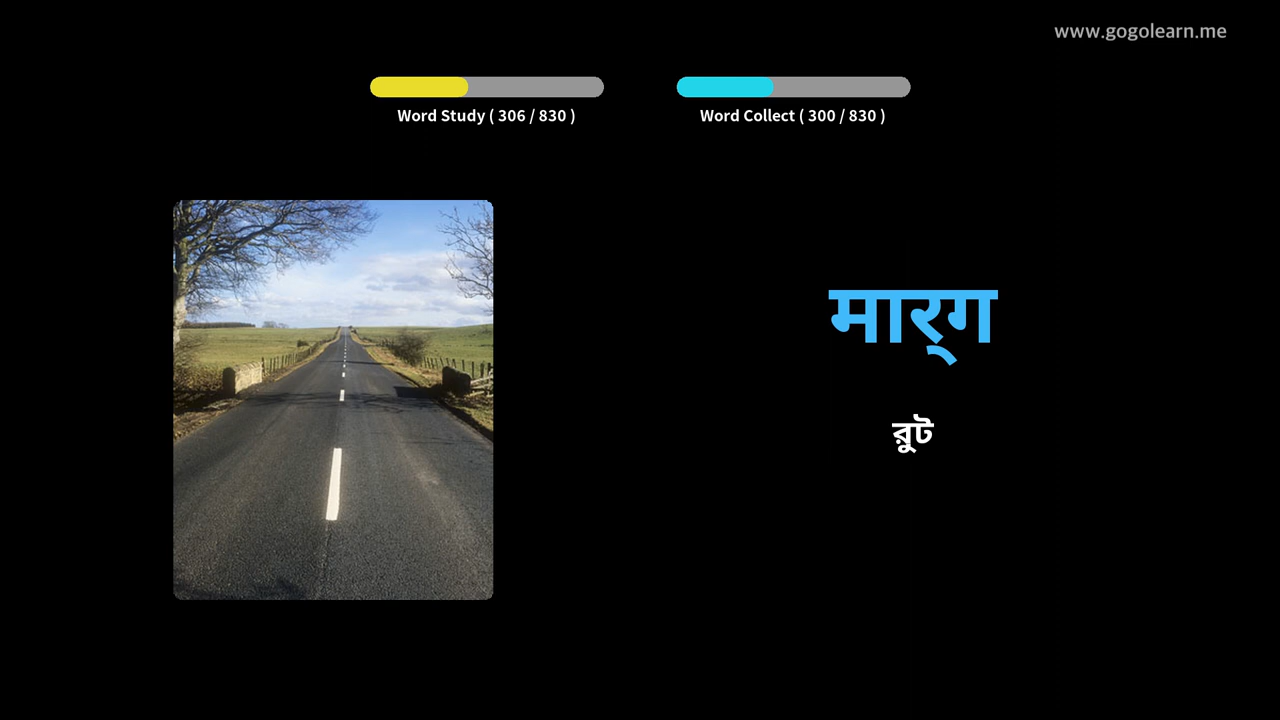 www.gogolearn.me
Word Study ( 306 / 830 )
Word Collect ( 300 / 830 )
मार्‌ग
রুট